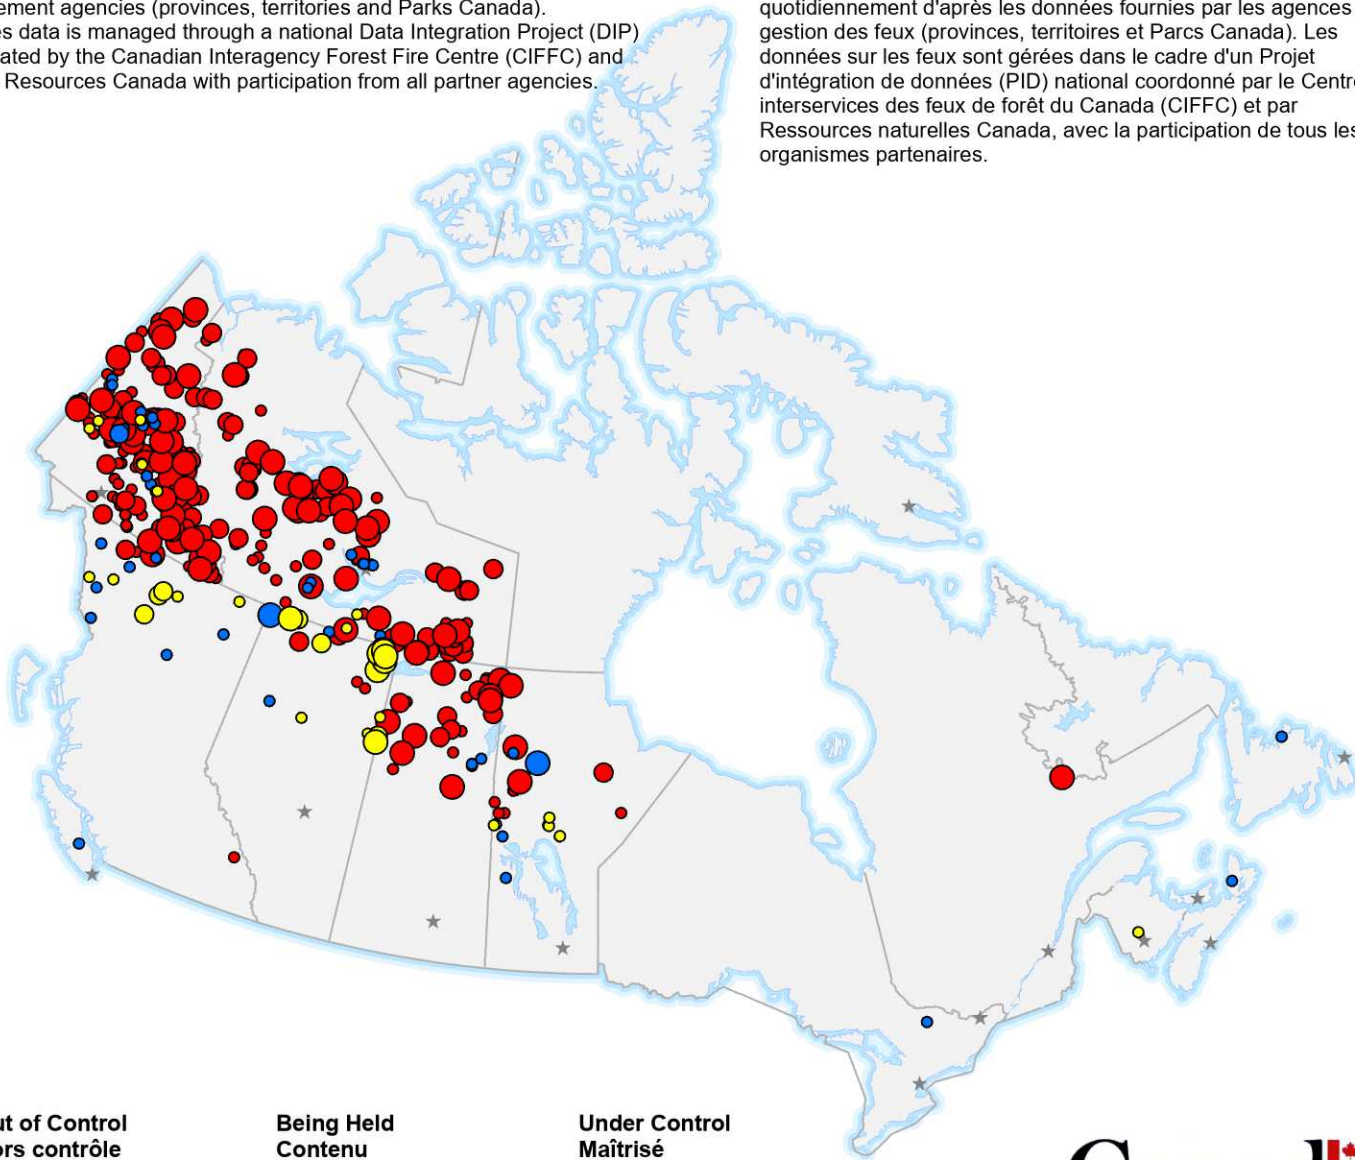 ement agencies (provinces, territories and Parks Canada).
es data is managed through a national Data Integration Project (DIP)
ated by the Canadian Interagency Forest Fire Centre (CIFFC) and
Resources Canada with participation from all partner agencies.
quotidiennement d'après les données fournies par les agences
gestion des feux (provinces, territoires et Parcs Canada). Les
données sur les feux sont gérées dans le cadre d'un Projet
d'intégration de données (PID) national coordonné par le Centre
interservices des feux de forêt du Canada (CIFFC) et par
Ressources naturelles Canada, avec la participation de tous les
organismes partenaires.
ut of Control
ors contrôle
Being Held
Contenu
Under Control
Maîtrisé